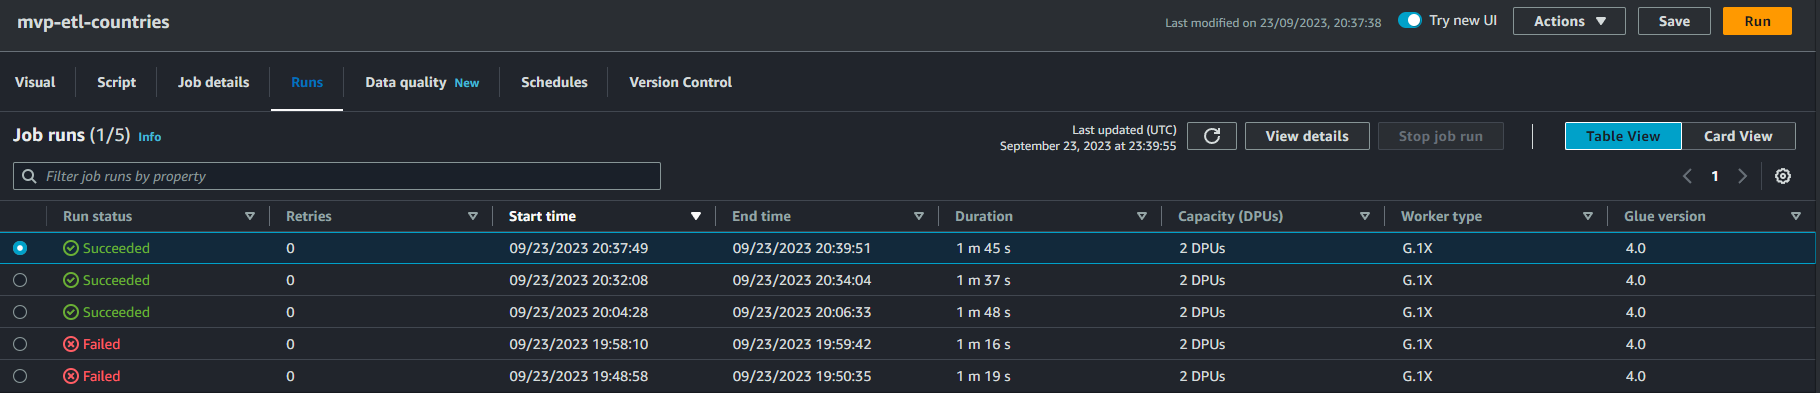 mvp-etl-countries
Last modified on 23/09/2023, 20:37:38 Try new UI Actions Save Run
Visual Script Job details Runs Data quality New Schedules Version Control
Job runs (1/5) Info
Last updated (UTC)
September 23, 2023 at 23:39:55
View details Stop job run Table View Card View
Filter job runs by property
1
Run status Retries Start time End time Duration Capacity (DPUs) Worker type Glue version
Succeeded 0 09/23/2023 20:37:49 09/23/2023 20:39:51 1 m 45 s 2 DPUs G.1X 4.0
Succeeded 0 09/23/2023 20:32:08 09/23/2023 20:34:04 1 m 37 s 2 DPUs G.1X 4.0
Succeeded 0 09/23/2023 20:04:28 09/23/2023 20:06:33 1 m 48 s 2 DPUs G.1X 4.0
Failed 0 09/23/2023 19:58:10 09/23/2023 19:59:42 1 m 16 s 2 DPUs G.1X 4.0
Failed 0 09/23/2023 19:48:58 09/23/2023 19:50:35 1 m 19 s 2 DPUs G.1X 4.0